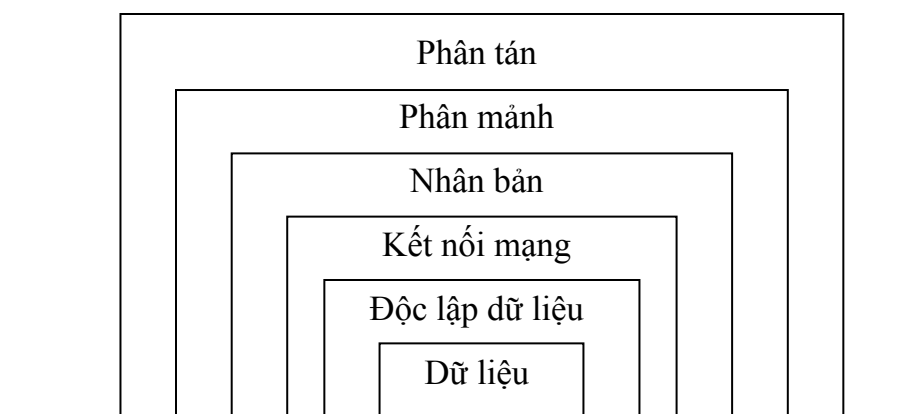 Phân tán
Phân mảnh
Nhân bản
Kết nối mạng
Độc lập dữ liệu
Dữ liệu